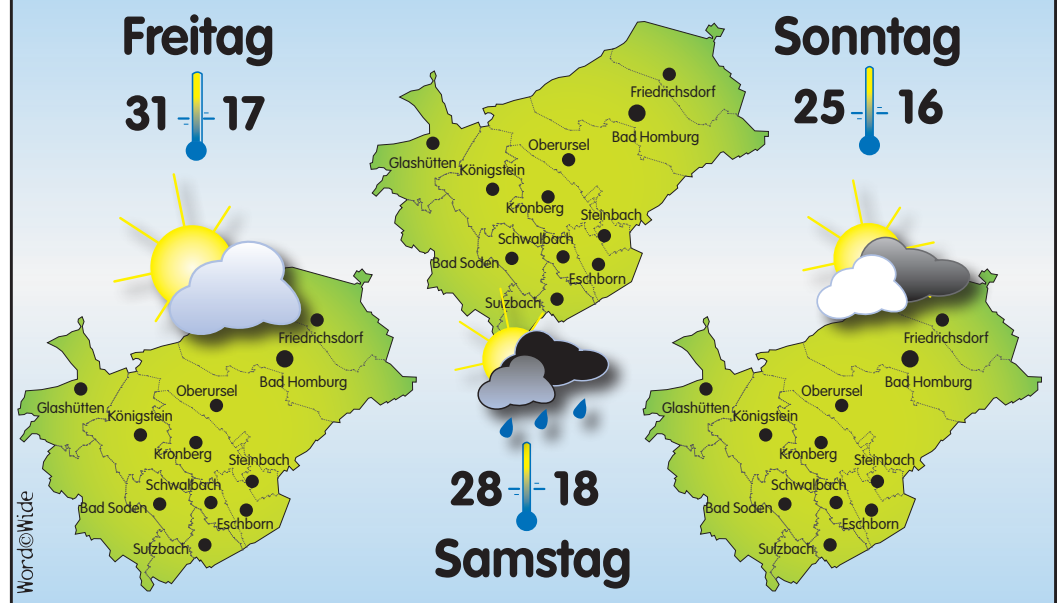 Freitag
31 17
Friedrichsdorf
Bad Homburg
Oberursel
Glashütten
Königstein
Kronberg
Steinbach
Schwalbach
Bad Soden
Eschborn
Sulzbach
Friedrichsdorf
Bad Homburg
Oberursel
Glashütten
Königstein
Kronberg
Steinbach
Schwalbach
Bad Soden
Eschborn
Sulzbach
28 18
Samstag
Sonntag
25 16
Friedrichsdorf
Bad Homburg
Oberursel
Glashütten
Königstein
Kronberg
Steinbach
Schwalbach
Bad Soden
Eschborn
Sulzbach
Word©Wide